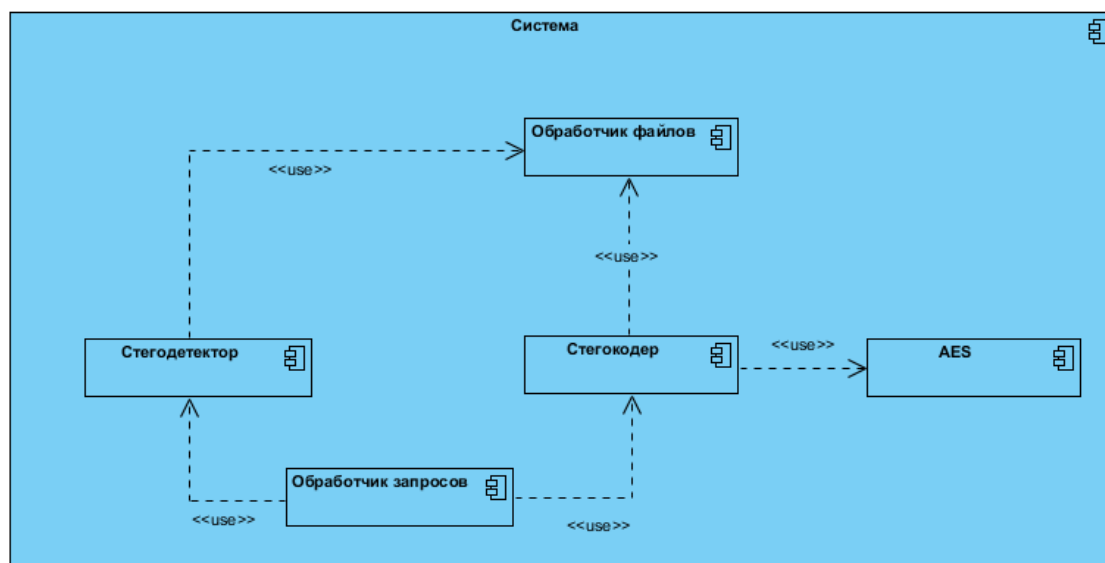 Система
Обработчик файлов
<<use>>
<<use>>
Стегодетектор
Стегокодер
<<use>>
AES
Обработчик запросов
<<use>>
<<use>>